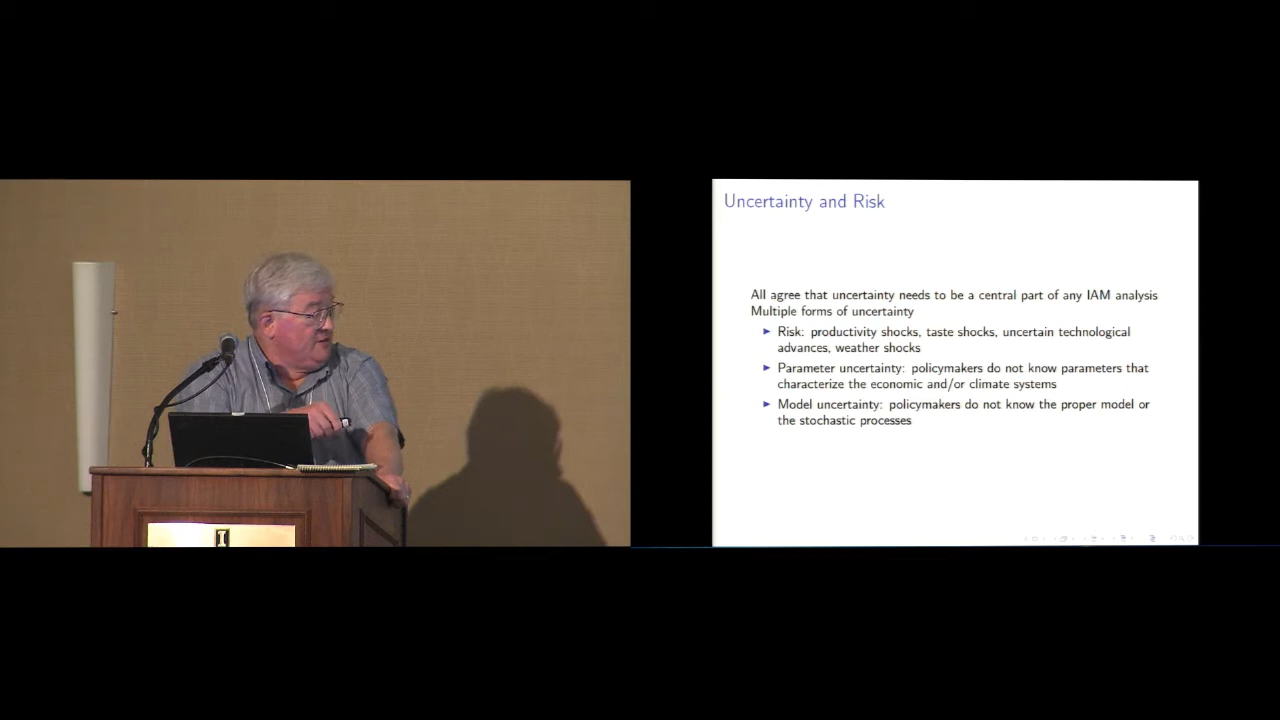 Uncertainty and Risk
All agree that uncertainty needs to be a central part of any IAM analysis
Multiple forms of uncertainty
Risk: productivity shocks, taste shocks, uncertain technological
advances, weather shocks
Parameter uncertainty: policymakers do not know parameters that
characterize the economic and/or climate systems
Model uncertainty: policymakers do not know the proper model or
the stochastic processes
I